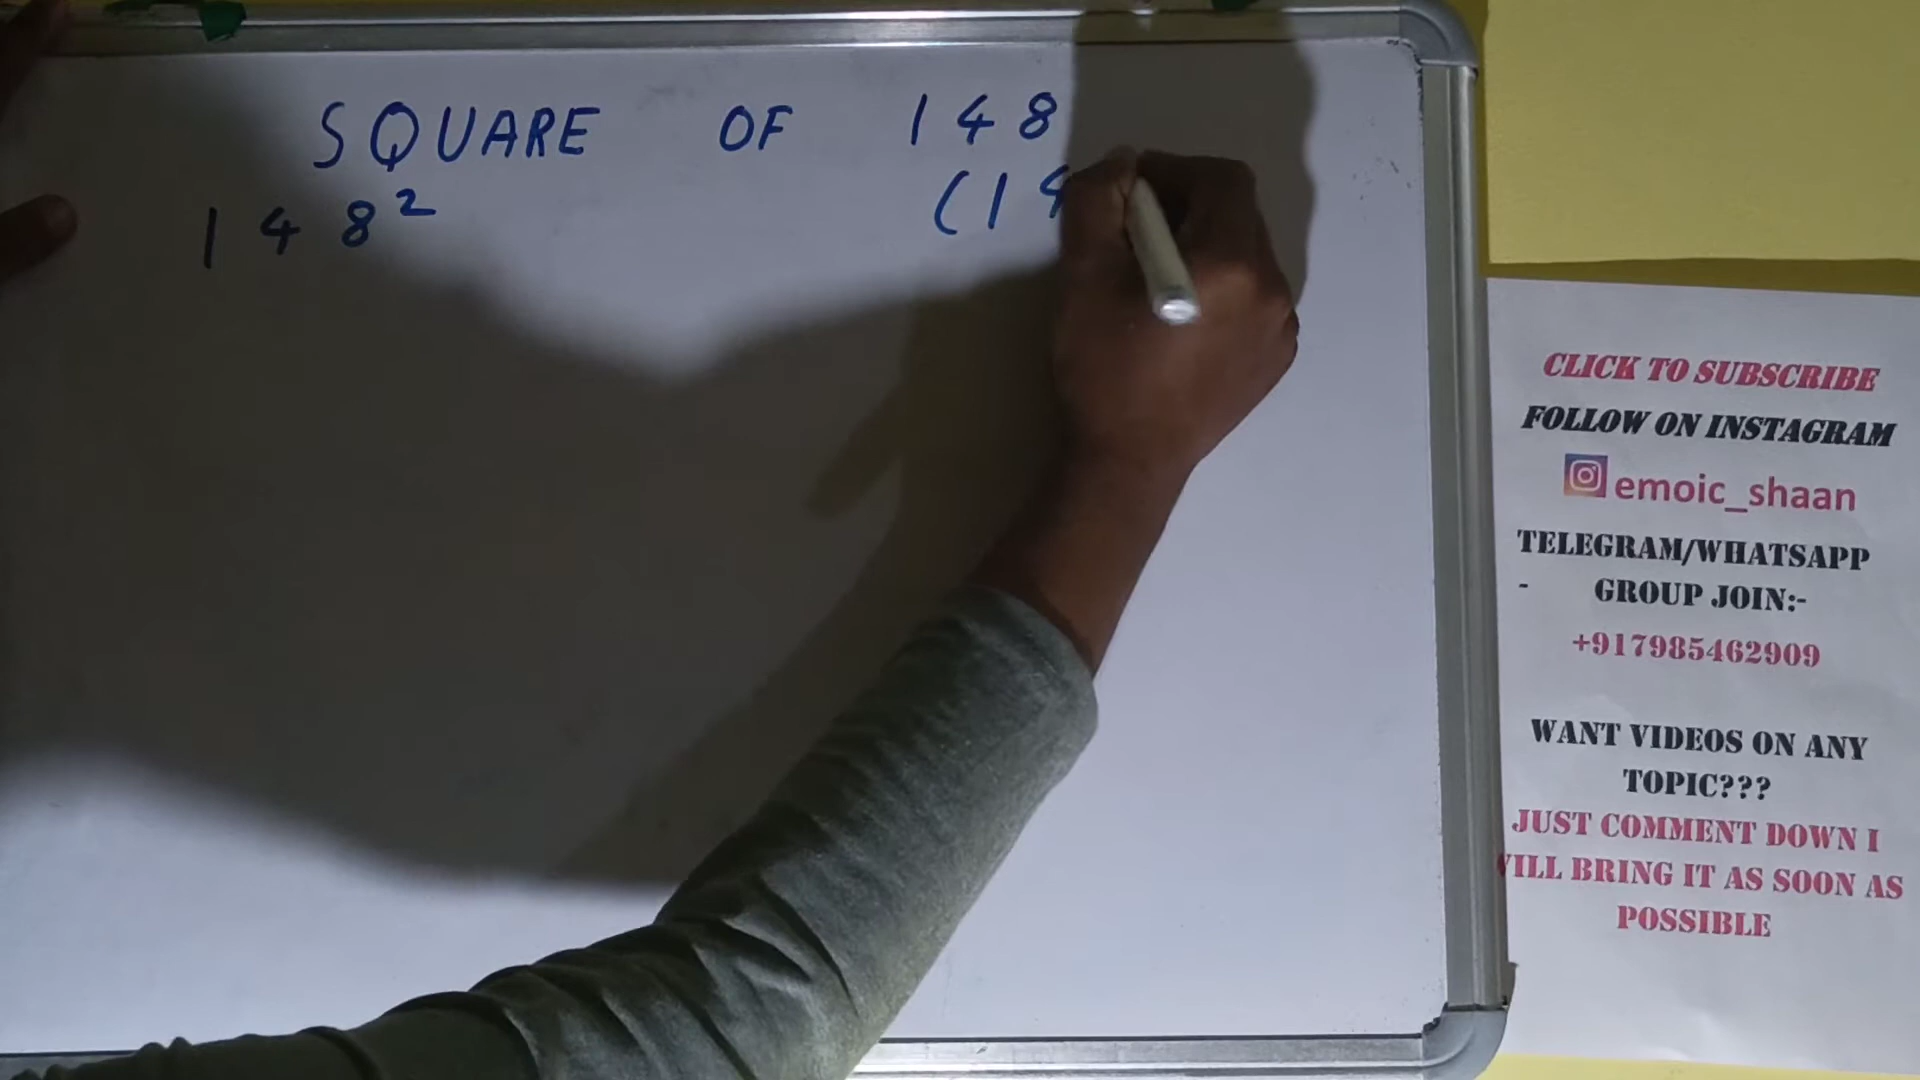 SQUARE OF 148
148²
(14
CLICK TO SUBSCRIBE
FOLLOW ON INSTAGRAM
emoic_shaan
TELEGRAM/WHATSAPP
- GROUP JOIN:-
+917985462909
WANT VIDEOS ON ANY
TOPIC???
JUST COMMENT DOWN I
WILL BRING IT AS SOON AS
POSSIBLE